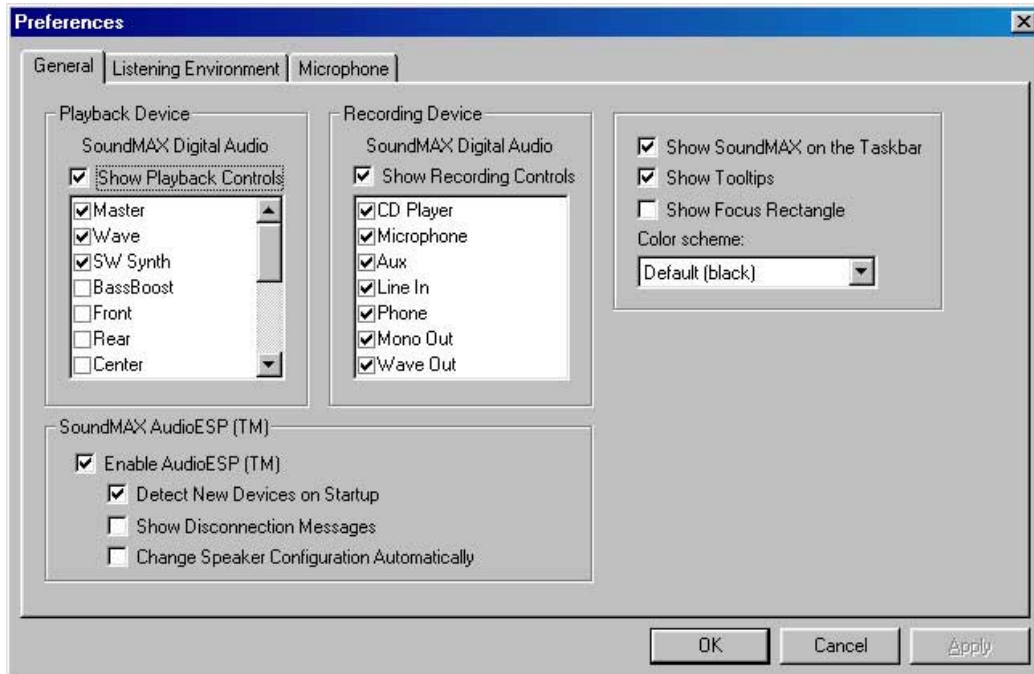 Preferences
General
Listening Environment
Microphone
Playback Device
SoundMAX Digital Audio
Show Playback Controls
Master
Wave
SW Synth
BassBoost
Front
Rear
Center
Recording Device
SoundMAX Digital Audio
Show Recording Controls
CD Player
Microphone
Aux
Line In
Phone
Mono Out
Wave Out
Show SoundMAX on the Taskbar
Show Tooltips
Show Focus Rectangle
Color scheme:
Default (black)
SoundMAX AudioESP (TM)
Enable AudioESP (TM)
Detect New Devices on Startup
Show Disconnection Messages
Change Speaker Configuration Automatically
OK
Cancel
Apply